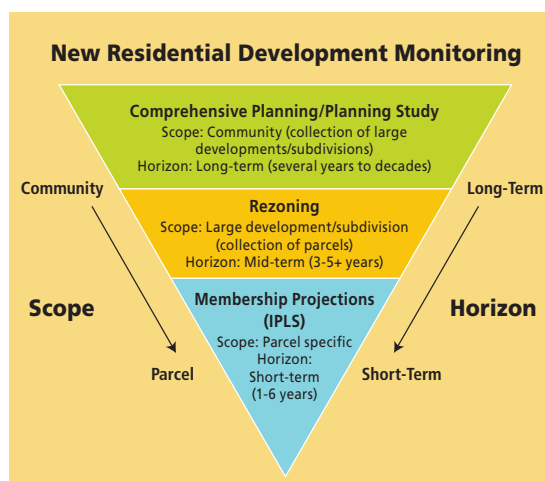 New Residential Development Monitoring
Comprehensive Planning/Planning Study
Scope: Community (collection of large
developments/subdivisions)
Horizon: Long-term (several years to decades)
Community
Long-Term
Rezoning
Scope: Large development/subdivision
(collection of parcels)
Horizon: Mid-term (3-5+ years)
Scope
Horizon
Membership Projections
(IPLS)
Scope: Parcel specific
Horizon:
Short-term
(1-6 years)
Parcel
Short-Term